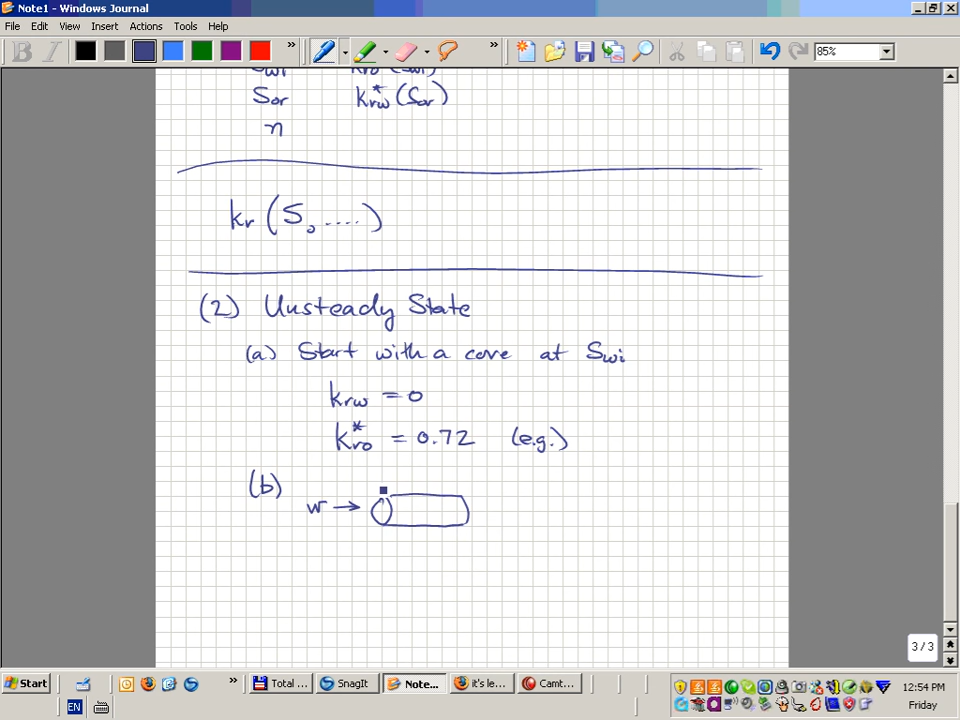 Note1 - Windows Journal
File Edit View Insert Actions Tools Help
B I » » 85%
Sor krw* (Sor)
n
kr (So, ....)
(2) Unsteady State
(a) Start with a core at Swi
krw = 0
kro* = 0.72 (e.g.)
(b)
w →
3 / 3
Start » Total ... SnagIt Note... it's le... Camt... 12:54 PM
EN Friday